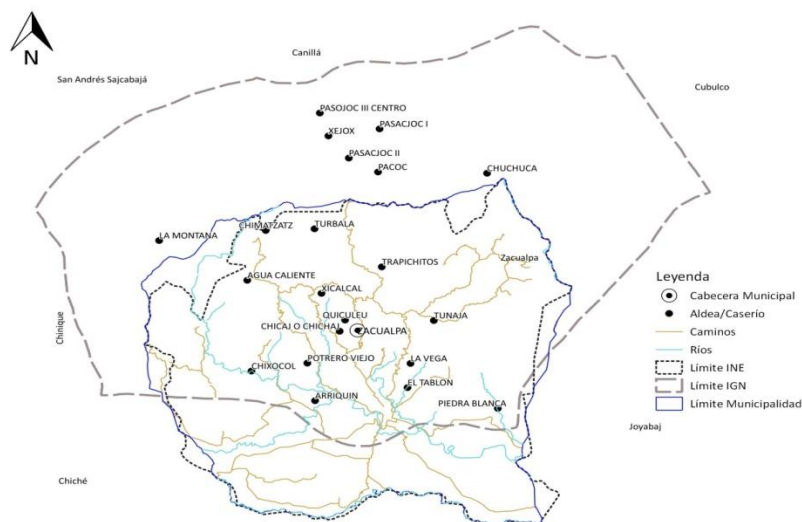 Canillá
San Andrés Sajcabajá
Cubulco
PASOJOC III CENTRO
PASACJOC I
XEJOX
PASACJOC II
PACOC
CHUCHUCA
CHIMATZATZ
TURBALA
LA MONTANA
Zacualpa
TRAPICHITOS
AGUA CALIENTE
XICALCAL
QUICULEU
TUNAJA
CHICAJ O CHICHAJ
ZACUALPA
Chinique
POTRERO VIEJO
LA VEGA
CHIXOCOL
EL TABLON
ARRIQUIN
PIEDRA BLANCA
Joyabaj
Chiché
N
Leyenda
Cabecera Municipal
Aldea/Caserío
Caminos
Ríos
Límite INE
Límite IGN
Límite Municipalidad